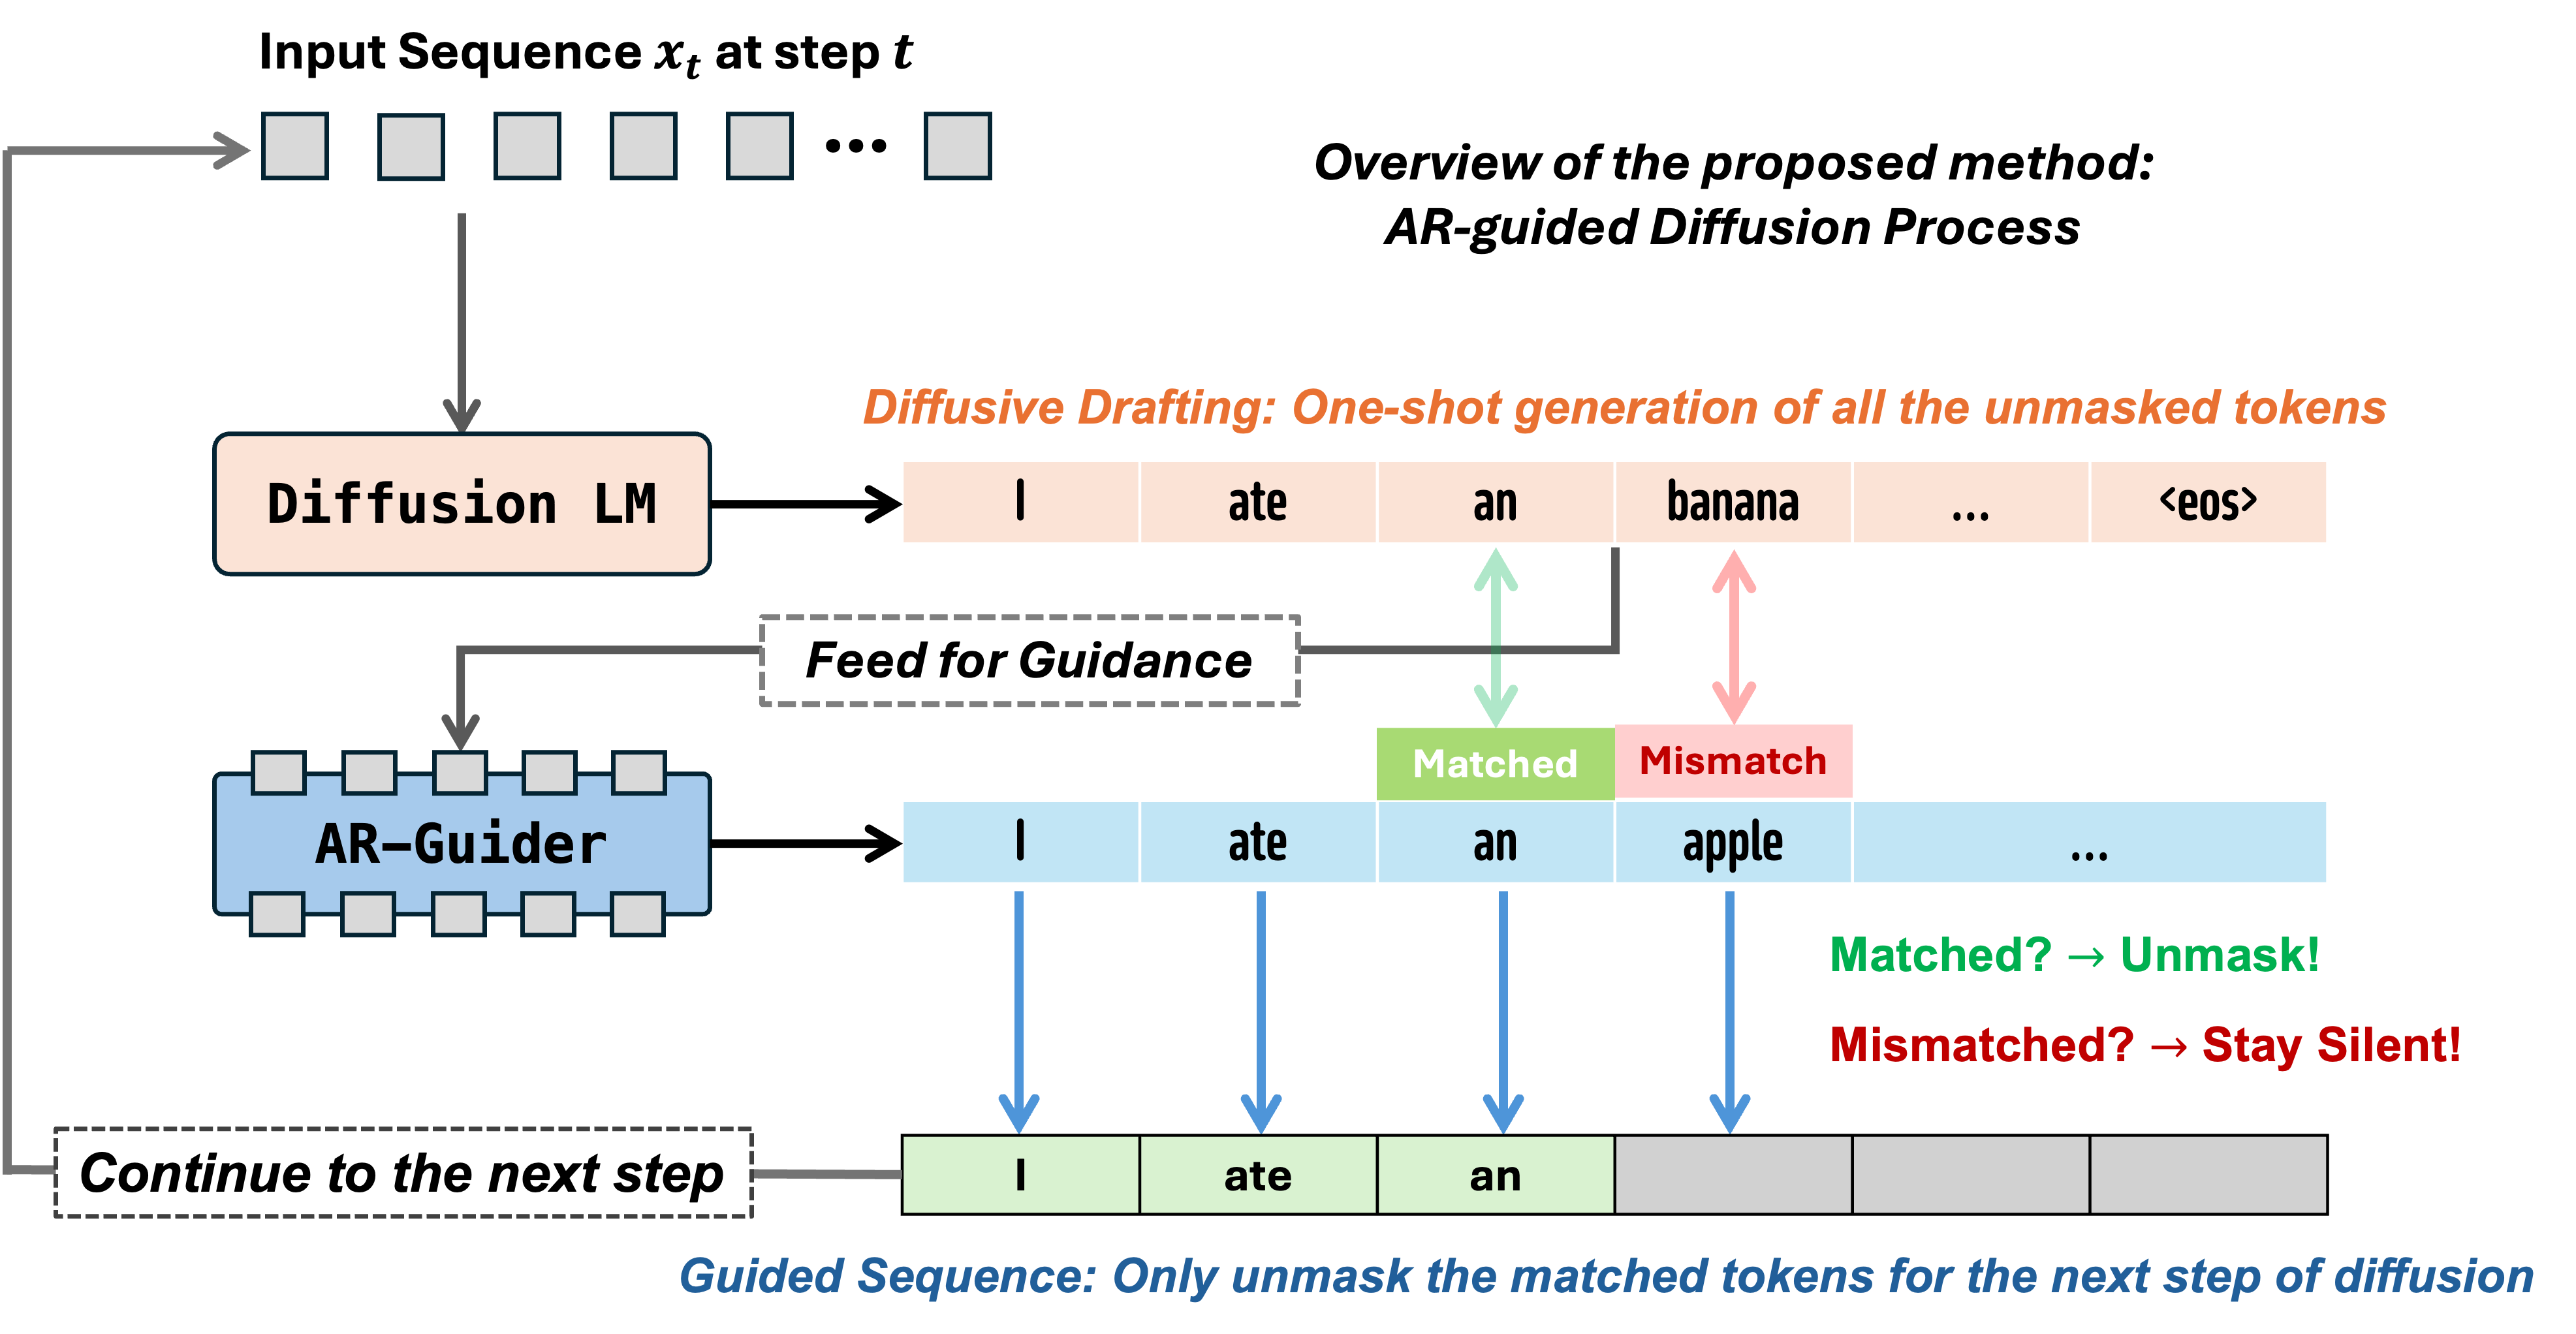 Input Sequence xₜ at step t
Overview of the proposed method:
AR-guided Diffusion Process
Diffusive Drafting: One-shot generation of all the unmasked tokens
Diffusion LM
I ate an banana ... <eos>
Feed for Guidance
Matched Mismatch
AR-Guider
I ate an apple ...
Matched? → Unmask!
Mismatched? → Stay Silent!
Continue to the next step
I ate an
Guided Sequence: Only unmask the matched tokens for the next step of diffusion